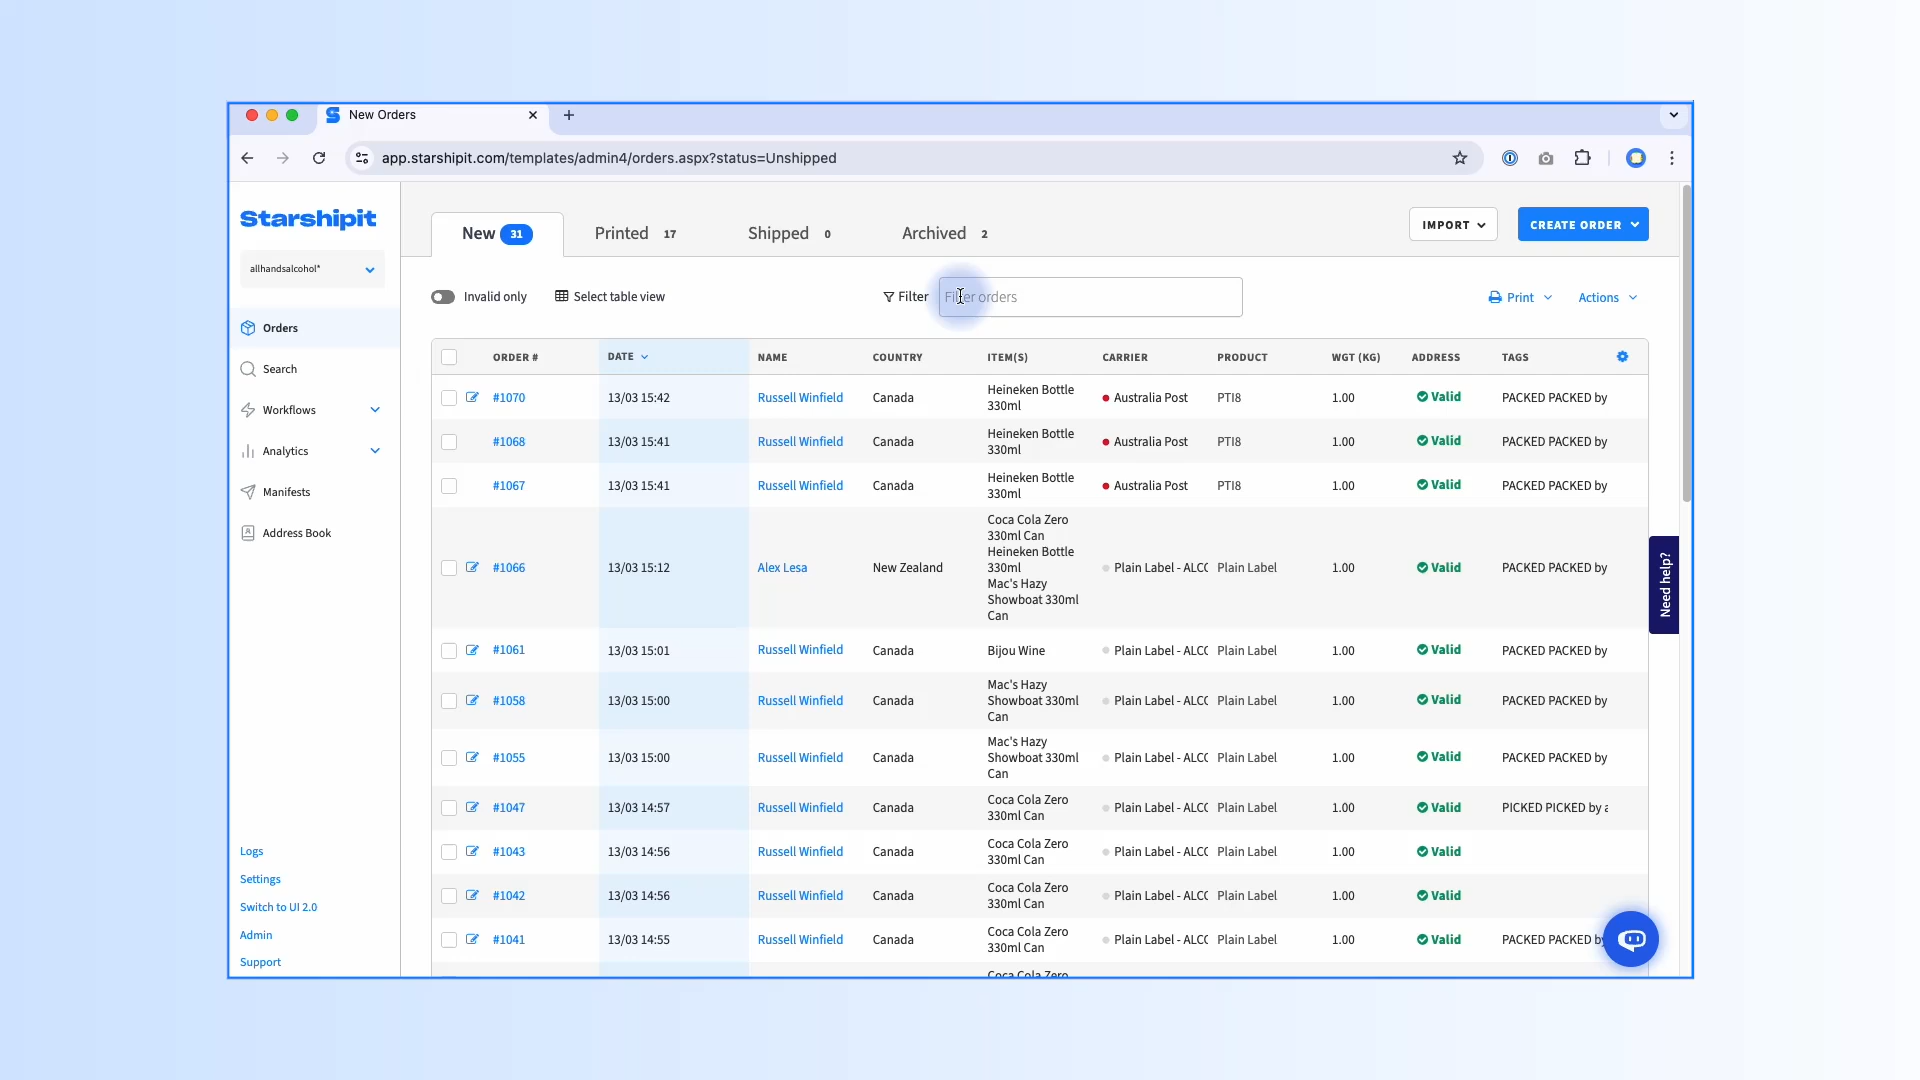 New Orders
app.starshipit.com/templates/admin4/orders.aspx?status=Unshipped
Starshipit
allhandsalcohol*
Orders
Search
Workflows
Analytics
Manifests
Address Book
Logs
Settings
Switch to UI 2.0
Admin
Support
New 31
Printed 17
Shipped 0
Archived 2
IMPORT
CREATE ORDER
Invalid only
Select table view
Filter
Filter orders
Print
Actions
ORDER # DATE NAME COUNTRY ITEM(S) CARRIER PRODUCT WGT (KG) ADDRESS TAGS
#1070 13/03 15:42 Russell Winfield Canada Heineken Bottle
330ml
Australia Post PTI8 1.00 Valid PACKED PACKED by
#1068 13/03 15:41 Russell Winfield Canada Heineken Bottle
330ml
Australia Post PTI8 1.00 Valid PACKED PACKED by
#1067 13/03 15:41 Russell Winfield Canada Heineken Bottle
330ml
Australia Post PTI8 1.00 Valid PACKED PACKED by
#1066 13/03 15:12 Alex Lesa New Zealand Coca Cola Zero
330ml Can
Heineken Bottle
330ml
Mac's Hazy
Showboat 330ml
Can
Plain Label - ALCO Plain Label 1.00 Valid PACKED PACKED by
#1061 13/03 15:01 Russell Winfield Canada Bijou Wine Plain Label - ALCO Plain Label 1.00 Valid PACKED PACKED by
#1058 13/03 15:00 Russell Winfield Canada Mac's Hazy
Showboat 330ml
Can
Plain Label - ALCO Plain Label 1.00 Valid PACKED PACKED by
#1055 13/03 15:00 Russell Winfield Canada Mac's Hazy
Showboat 330ml
Can
Plain Label - ALCO Plain Label 1.00 Valid PACKED PACKED by
#1047 13/03 14:57 Russell Winfield Canada Coca Cola Zero
330ml Can
Plain Label - ALCO Plain Label 1.00 Valid PICKED PICKED by a
#1043 13/03 14:56 Russell Winfield Canada Coca Cola Zero
330ml Can
Plain Label - ALCO Plain Label 1.00 Valid
#1042 13/03 14:56 Russell Winfield Canada Coca Cola Zero
330ml Can
Plain Label - ALCO Plain Label 1.00 Valid
#1041 13/03 14:55 Russell Winfield Canada Coca Cola Zero
330ml Can
Plain Label - ALCO Plain Label 1.00 Valid PACKED PACKED by
Coca Cola Zero
Need help?